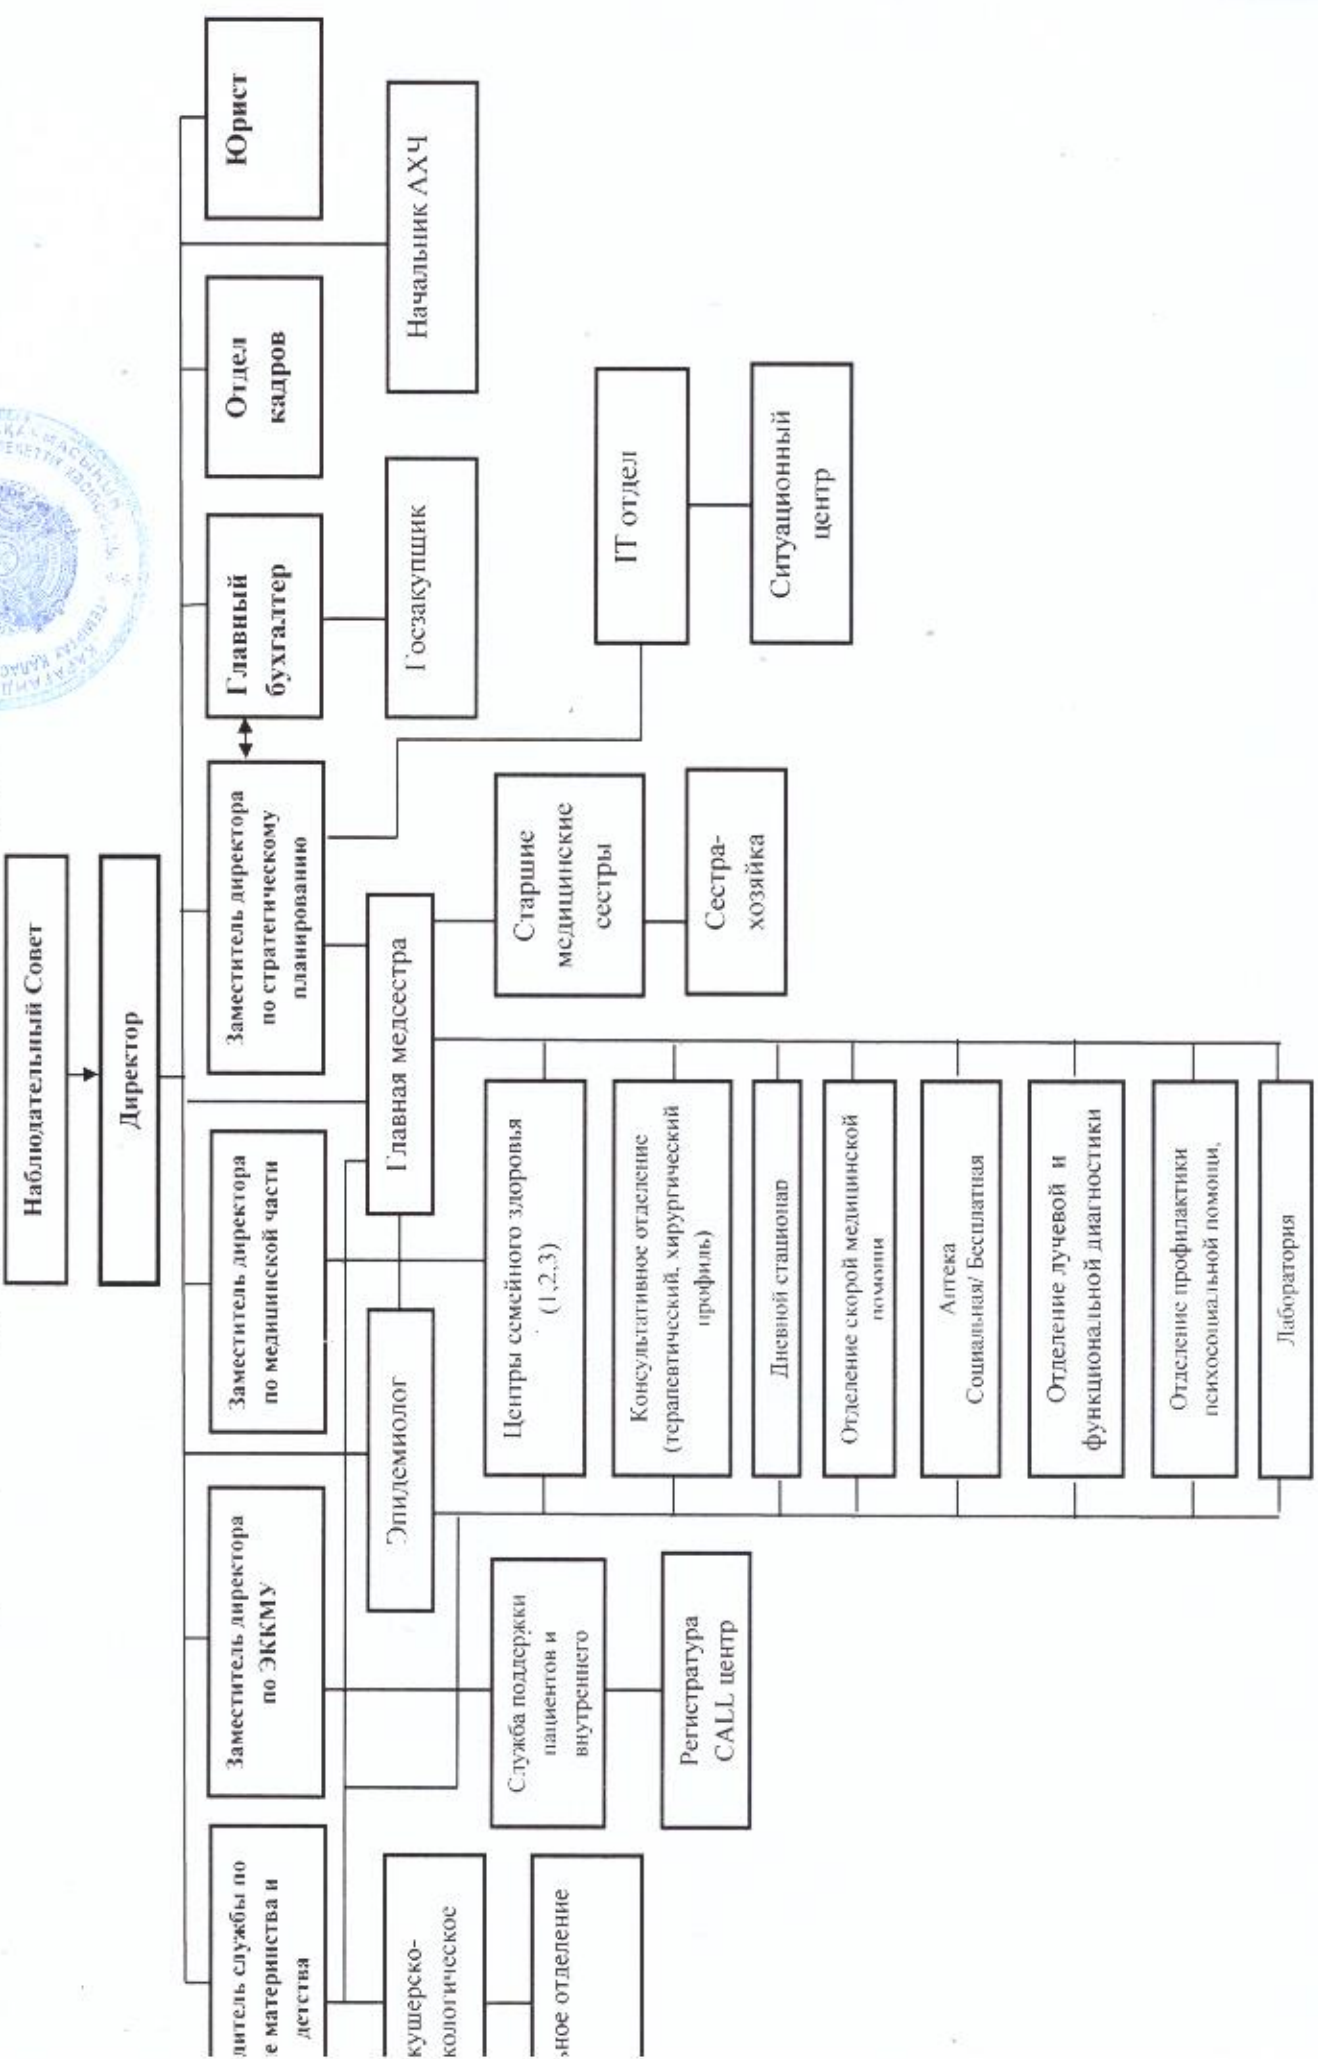 Наблюдательный Совет
Директор
литель службы по
е материнства и
детства
Заместитель директора
по ЭККМУ
Заместитель директора
по медицинской части
Заместитель директора
по стратегическому
планированию
Главный
бухгалтер
Отдел
кадров
Юрист
Эпидемиолог
Главная медсестра
Госзакупщик
Начальник АХЧ
кушерско-
кологическое
ьное отделение
Служба поддержки
пациентов и
внутреннего
Регистратура
CALL центр
Центры семейного здоровья
(1,2,3)
Консультативное отделение
(терапевтический, хирургический
профиль)
Дневной стационар
Отделение скорой медицинской
помощи
Аптека
Социальная/ Бесплатная
Отделение лучевой и
функциональной диагностики
Отделение профилактики
психосоциальной помощи,
Лаборатория
Старшие
медицинские
сестры
Сестра-
хозяйка
IT отдел
Ситуационный
центр